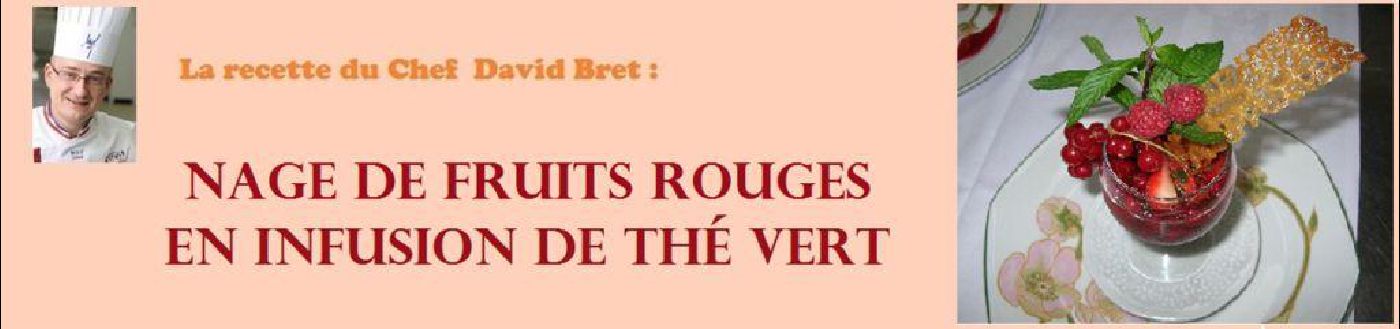 La recette du Chef David Bret :
NAGE DE FRUITS ROUGES
EN INFUSION DE THÉ VERT